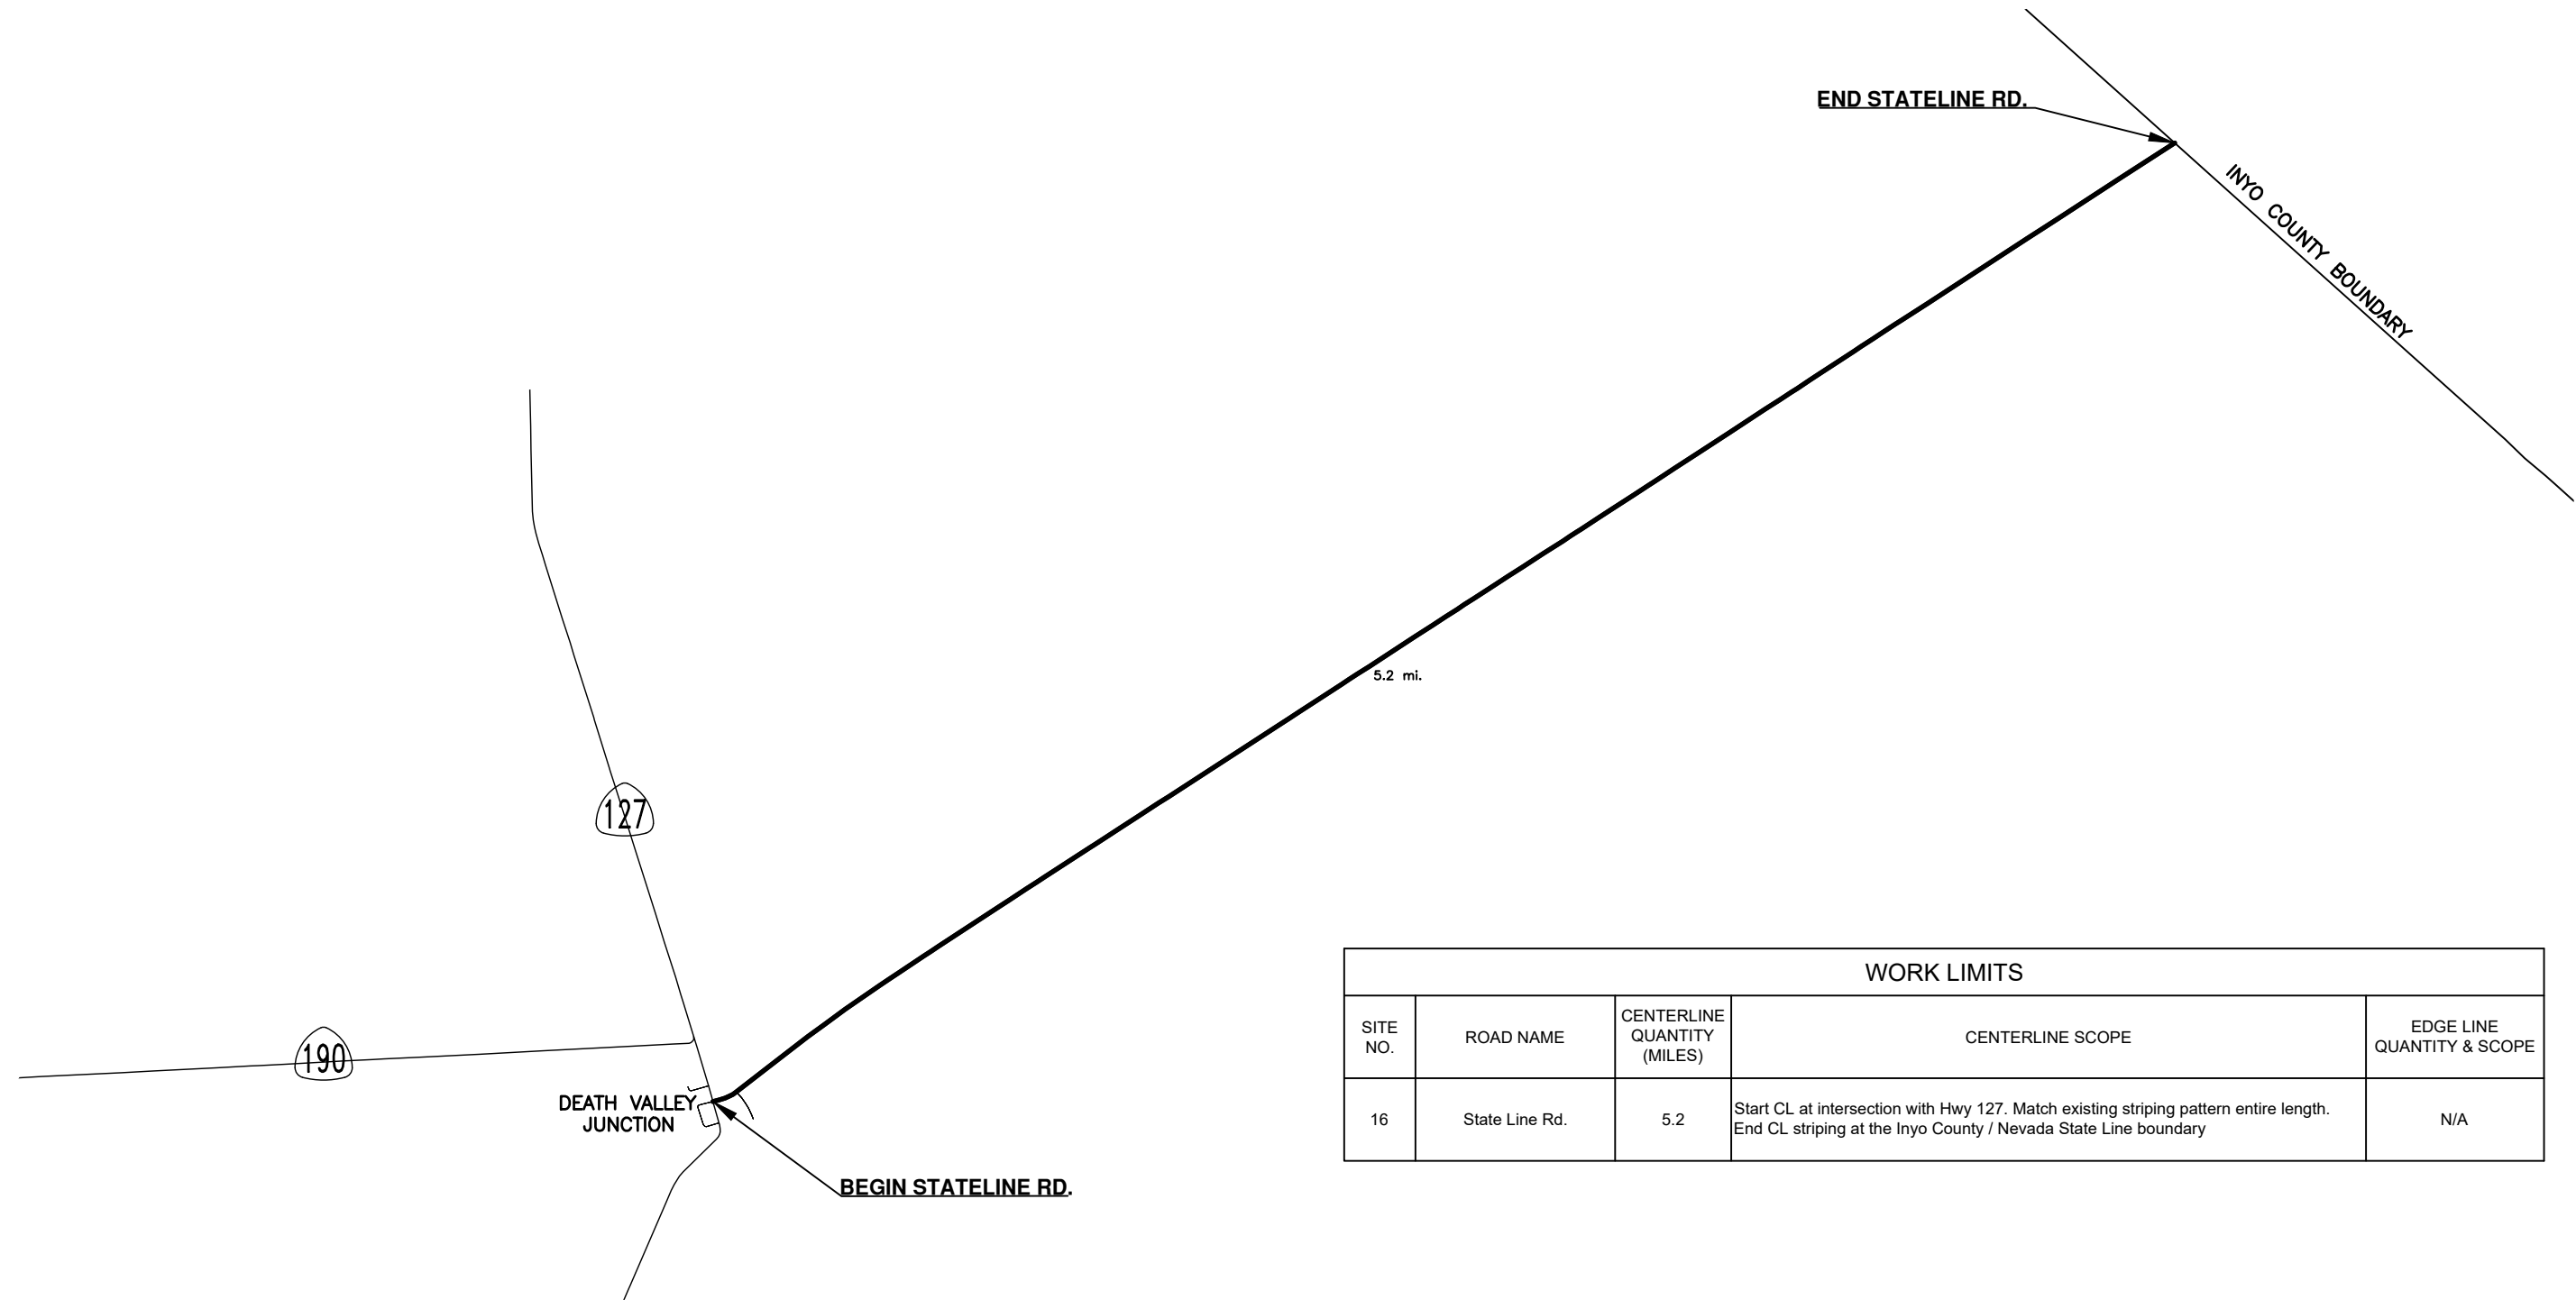 END STATELINE RD.
INYO COUNTY BOUNDARY
5.2 mi.
127
190
DEATH VALLEY
JUNCTION
BEGIN STATELINE RD.
WORK LIMITS
SITE
NO.
ROAD NAME
CENTERLINE
QUANTITY
(MILES)
CENTERLINE SCOPE
EDGE LINE
QUANTITY & SCOPE
16
State Line Rd.
5.2
Start CL at intersection with Hwy 127. Match existing striping pattern entire length.
End CL striping at the Inyo County / Nevada State Line boundary
N/A